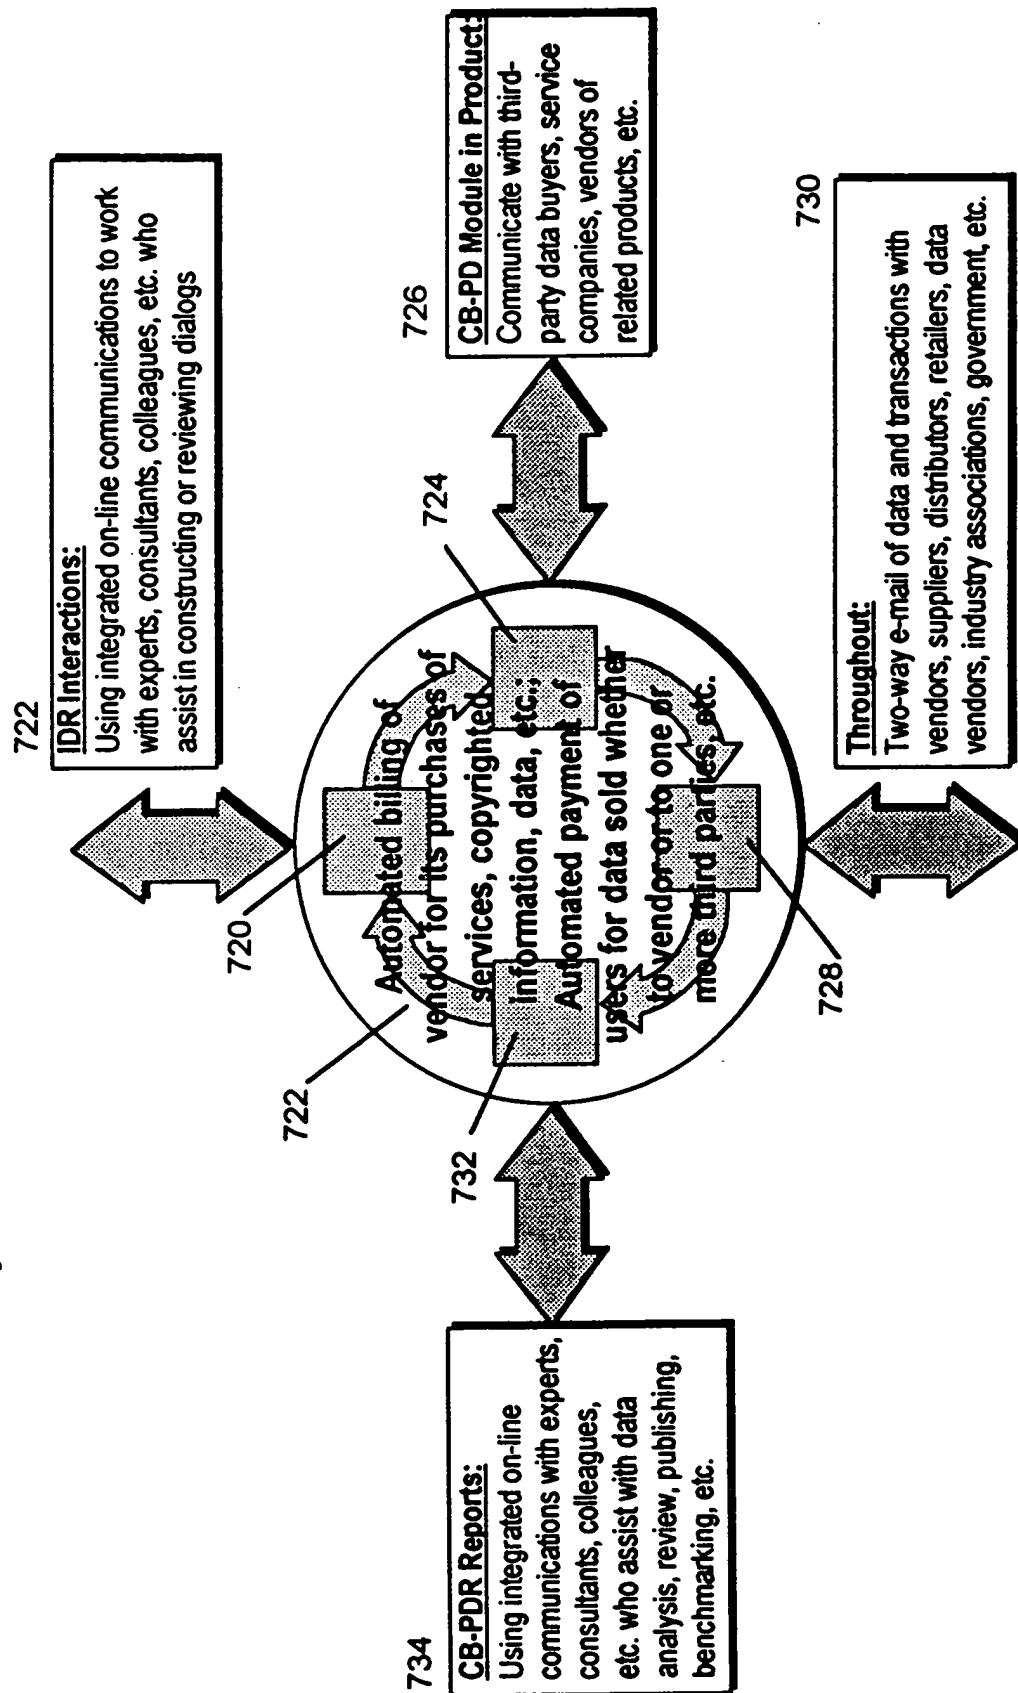 722
IDR Interactions:
Using integrated on-line communications to work
with experts, consultants, colleagues, etc. who
assist in constructing or reviewing dialogs
726
CB-PD Module in Product:
Communicate with third-
party data buyers, service
companies, vendors of
related products, etc.
720
724
Automated billing of
vendor for its purchases of
services, copyrighted
information, data, etc.;
Automated payment of
users for data sold whether
to vendor or to one or
more third parties, etc.
722
732
728
734
CB-PDR Reports:
Using integrated on-line
communications with experts,
consultants, colleagues,
etc. who assist with data
analysis, review, publishing,
benchmarking, etc.
730
Throughout:
Two-way e-mail of data and transactions with
vendors, suppliers, distributors, retailers, data
vendors, industry associations, government, etc.